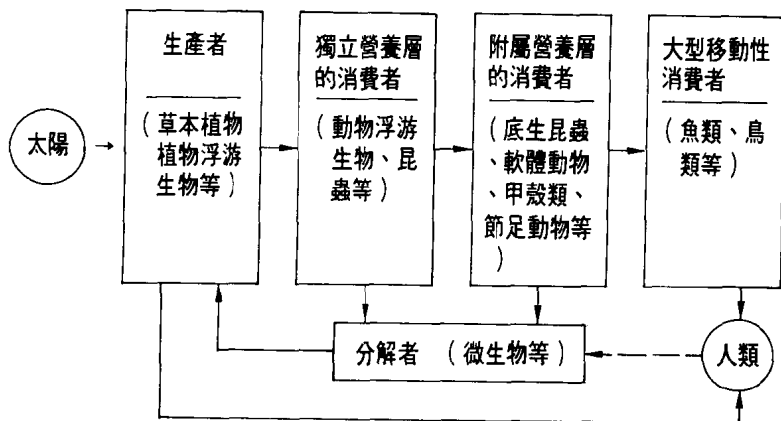 太陽
生產者
（草本植物
植物浮游
生物等）
獨立營養層
的消費者
（動物浮游
生物、昆
蟲等）
附屬營養層
的消費者
（底生昆蟲
、軟體動物
、甲殼類、
節足動物等
）
大型移動性
消費者
（魚類、鳥
類等）
分解者 （微生物等）
人類